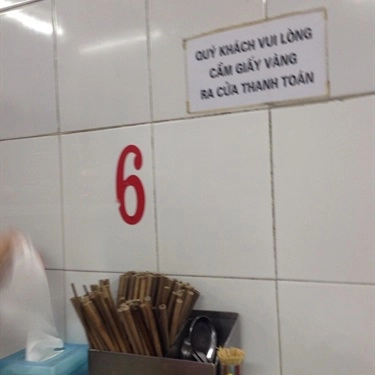 QUÝ KHÁCH VUI LÒNG
CẦM GIẤY VÀNG
RA CỬA THANH TOÁN
6